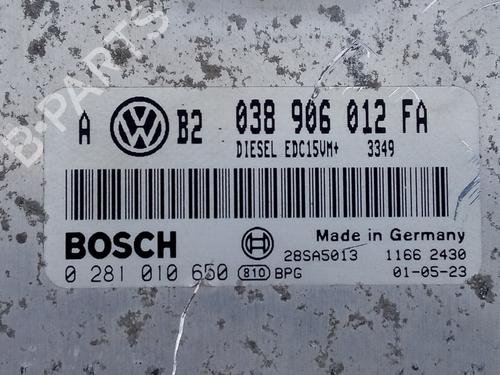 B-PARTS
A VW B2 038 906 012 FA
DIESEL EDC15VM+ 3349
Made in Germany
BOSCH 28SA5013 1166 2430
0 281 010 650 810 BPG 01-05-23